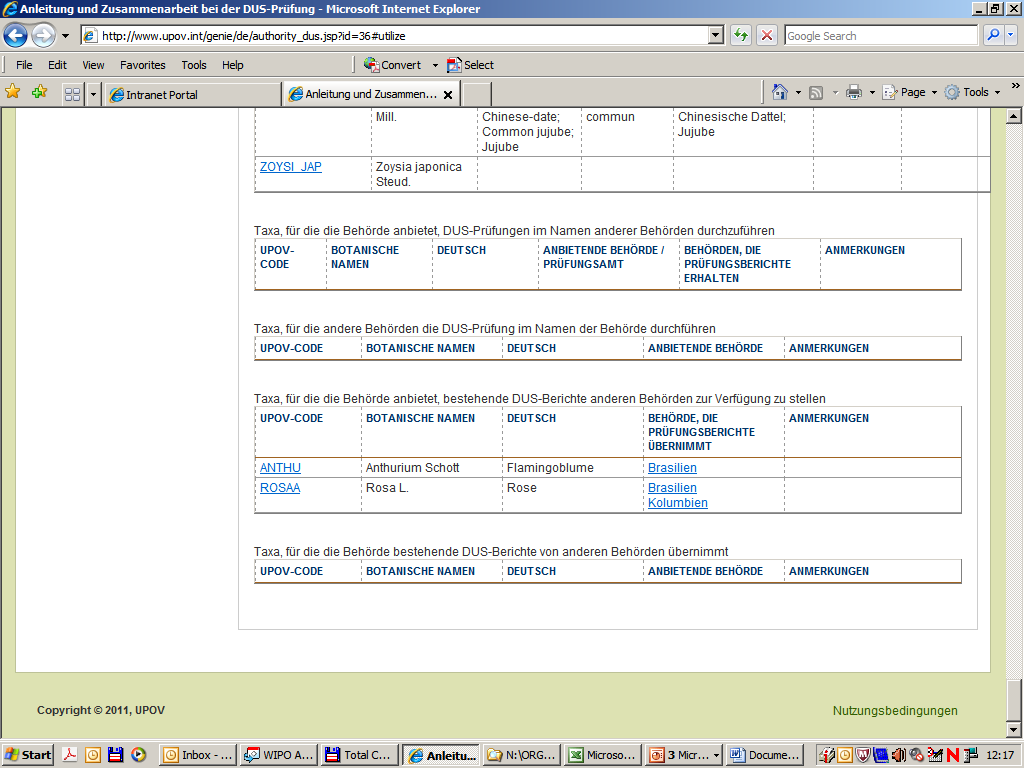 Anleitung und Zusammenarbeit bei der DUS-Prüfung - Microsoft Internet Explorer
http://www.upov.int/genie/de/authority_dus.jsp?id=36#utilize
Google Search
File Edit View Favorites Tools Help
Convert
Select
Intranet Portal
Anleitung und Zusammen...
Page
Tools
Mill.
Chinese-date;
Common jujube;
Jujube
commun
Chinesische Dattel;
Jujube
ZOYSI_JAP
Zoysia japonica
Steud.
Taxa, für die die Behörde anbietet, DUS-Prüfungen im Namen anderer Behörden durchzuführen
UPOV-
CODE
BOTANISCHE
NAMEN
DEUTSCH
ANBIETENDE BEHÖRDE /
PRÜFUNGSAMT
BEHÖRDEN, DIE
PRÜFUNGSBERICHTE
ERHALTEN
ANMERKUNGEN
Taxa, für die andere Behörden die DUS-Prüfung im Namen der Behörde durchführen
UPOV-CODE BOTANISCHE NAMEN DEUTSCH ANBIETENDE BEHÖRDE ANMERKUNGEN
Taxa, für die die Behörde anbietet, bestehende DUS-Berichte anderen Behörden zur Verfügung zu stellen
UPOV-CODE
BOTANISCHE NAMEN
DEUTSCH
BEHÖRDE, DIE
PRÜFUNGSBERICHTE
ÜBERNIMMT
ANMERKUNGEN
ANTHU Anthurium Schott Flamingoblume Brasilien
ROSAA Rosa L. Rose Brasilien
Kolumbien
Taxa, für die die Behörde bestehende DUS-Berichte von anderen Behörden übernimmt
UPOV-CODE BOTANISCHE NAMEN DEUTSCH ANBIETENDE BEHÖRDE ANMERKUNGEN
Copyright © 2011, UPOV
Nutzungsbedingungen
Start
Inbox - ...
WIPO A...
Total C...
Anleitu...
N:\ORG...
Microso...
3 Micr...
Docume...
12:17